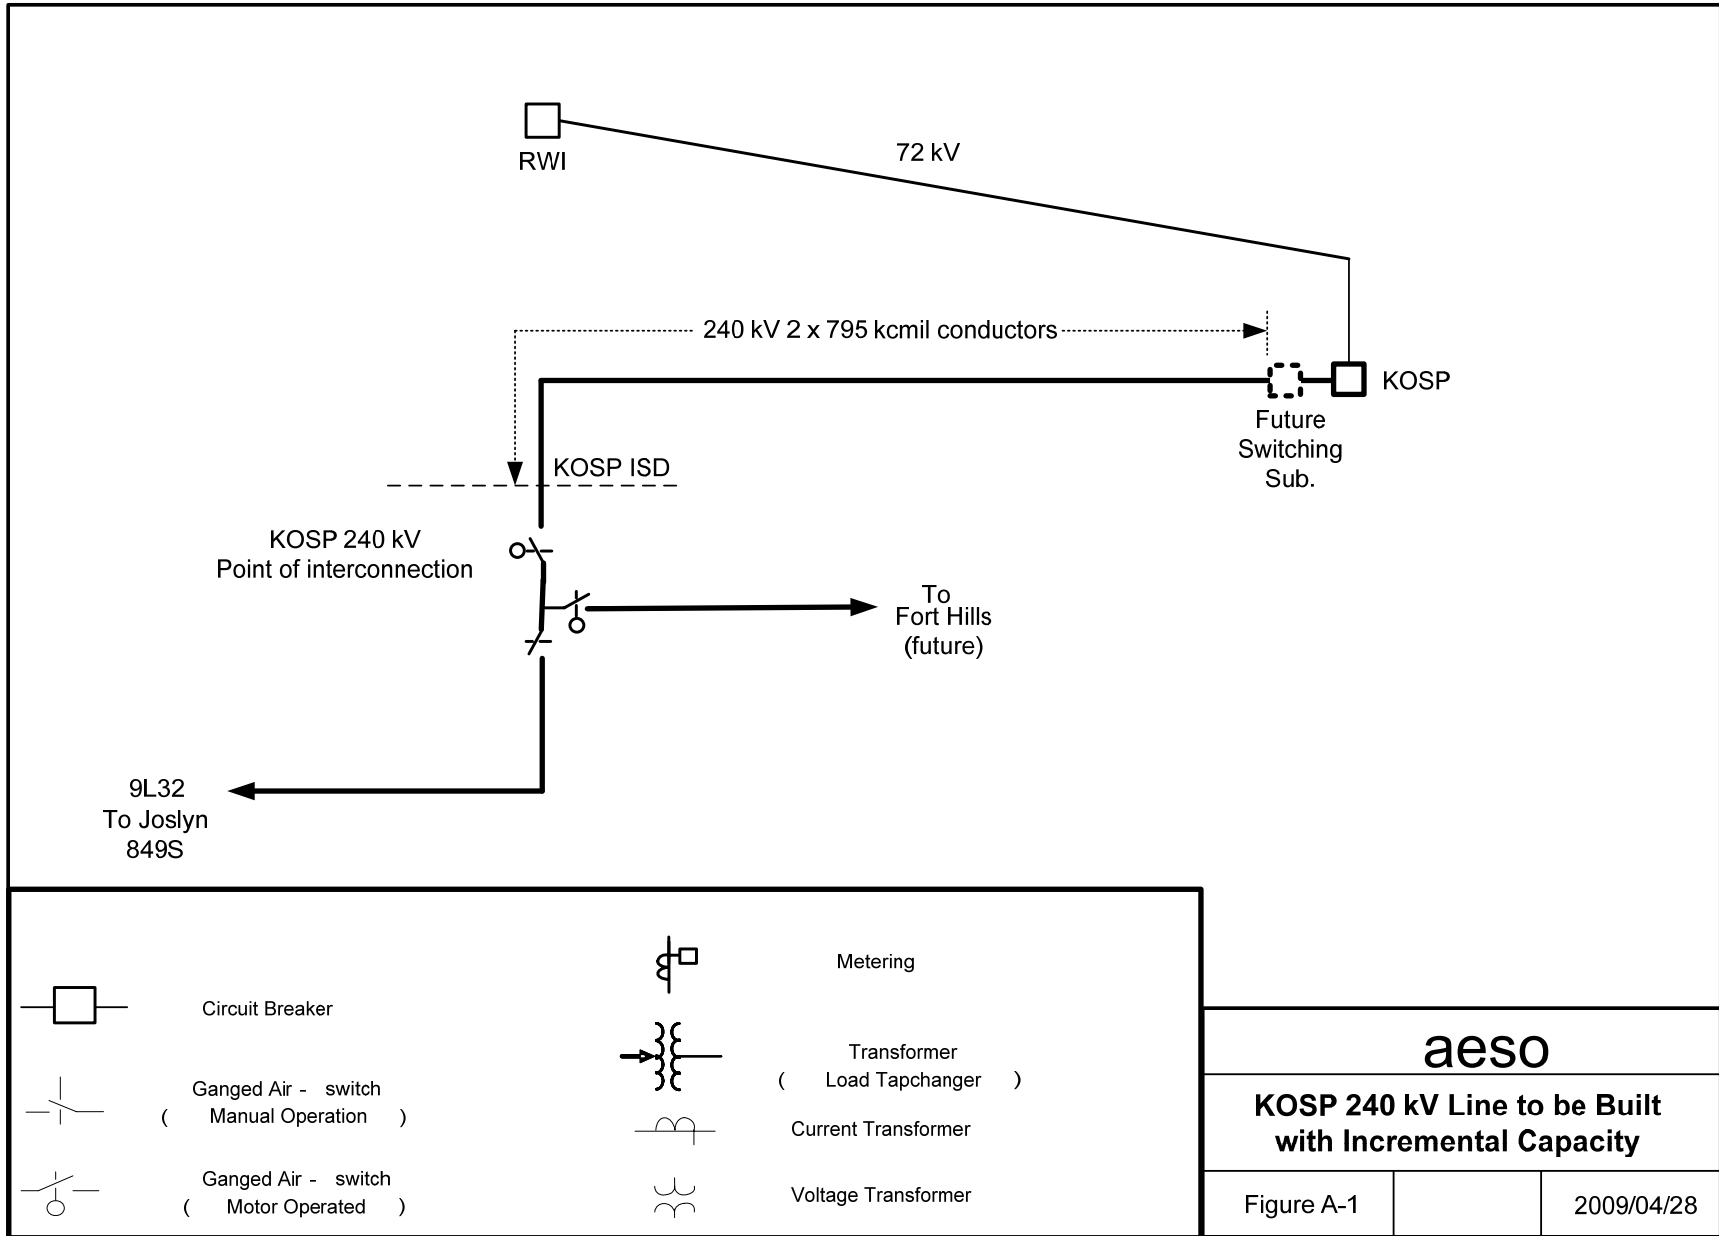 RWI
72 kV
240 kV 2 x 795 kcmil conductors
KOSP
Future
Switching
Sub.
KOSP ISD
KOSP 240 kV
Point of interconnection
To
Fort Hills
(future)
9L32
To Joslyn
849S
Circuit Breaker
Ganged Air - switch
( Manual Operation )
Ganged Air - switch
( Motor Operated )
Metering
Transformer
( Load Tapchanger )
Current Transformer
Voltage Transformer
aeso
KOSP 240 kV Line to be Built
with Incremental Capacity
Figure A-1
2009/04/28